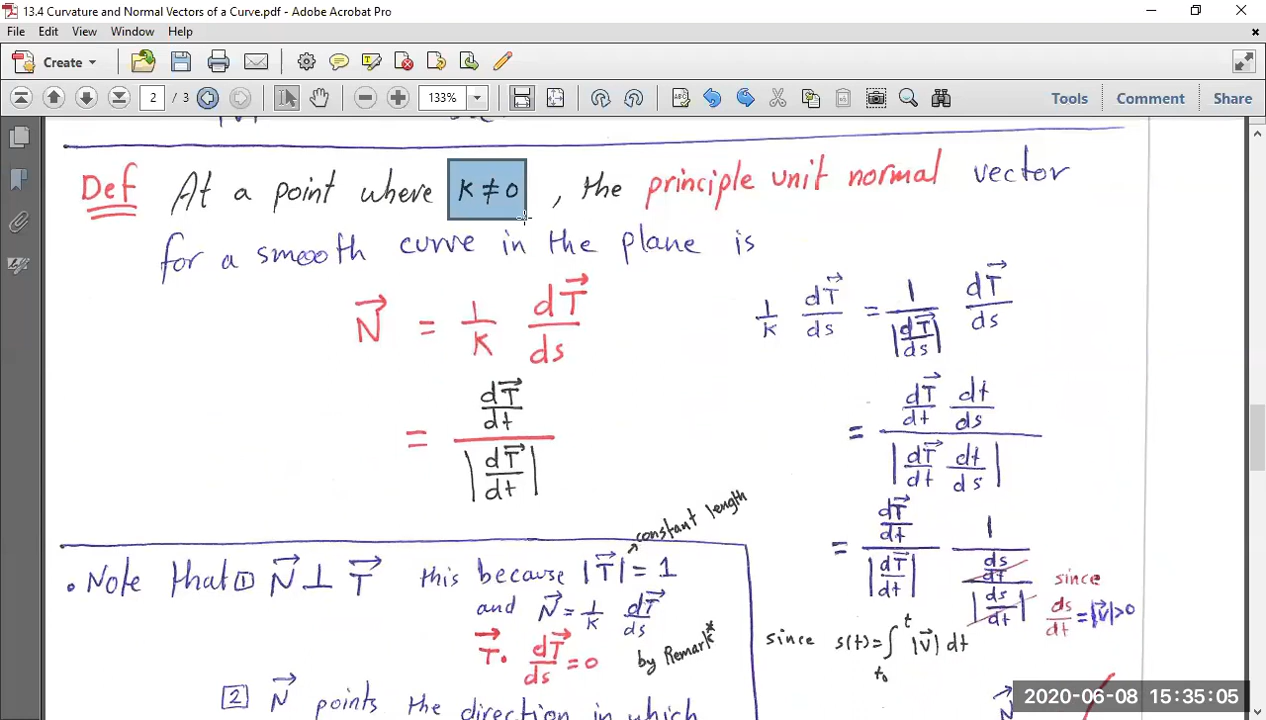 13.4 Curvature and Normal Vectors of a Curve.pdf - Adobe Acrobat Pro
File Edit View Window Help
Create
2 / 3 133% Tools Comment Share
Def At a point where K ≠ 0 , the principle unit normal vector
for a smooth curve in the plane is
N⃗ = 1/K dT⃗/ds
= (dT⃗/dt) / |dT⃗/dt|
1/K dT⃗/ds = 1/|dT⃗/ds| dT⃗/ds
= (dT⃗/dt dt/ds) / |dT⃗/dt dt/ds|
= (dT⃗/dt) / |dT⃗/dt| 1 / ((ds/dt) / |ds/dt|)
since
ds/dt = |v⃗| > 0
since s(t) = ∫_{t₀}^{t} |v⃗| dt
constant length
• Note that 1 N⃗ ⊥ T⃗ this because |T⃗| = 1
and N⃗ = 1/K dT⃗/ds
T⃗ • dT⃗/ds = 0 by Remark*
2 N⃗ points the direction in which
N⃗
2020-06-08 15:35:05